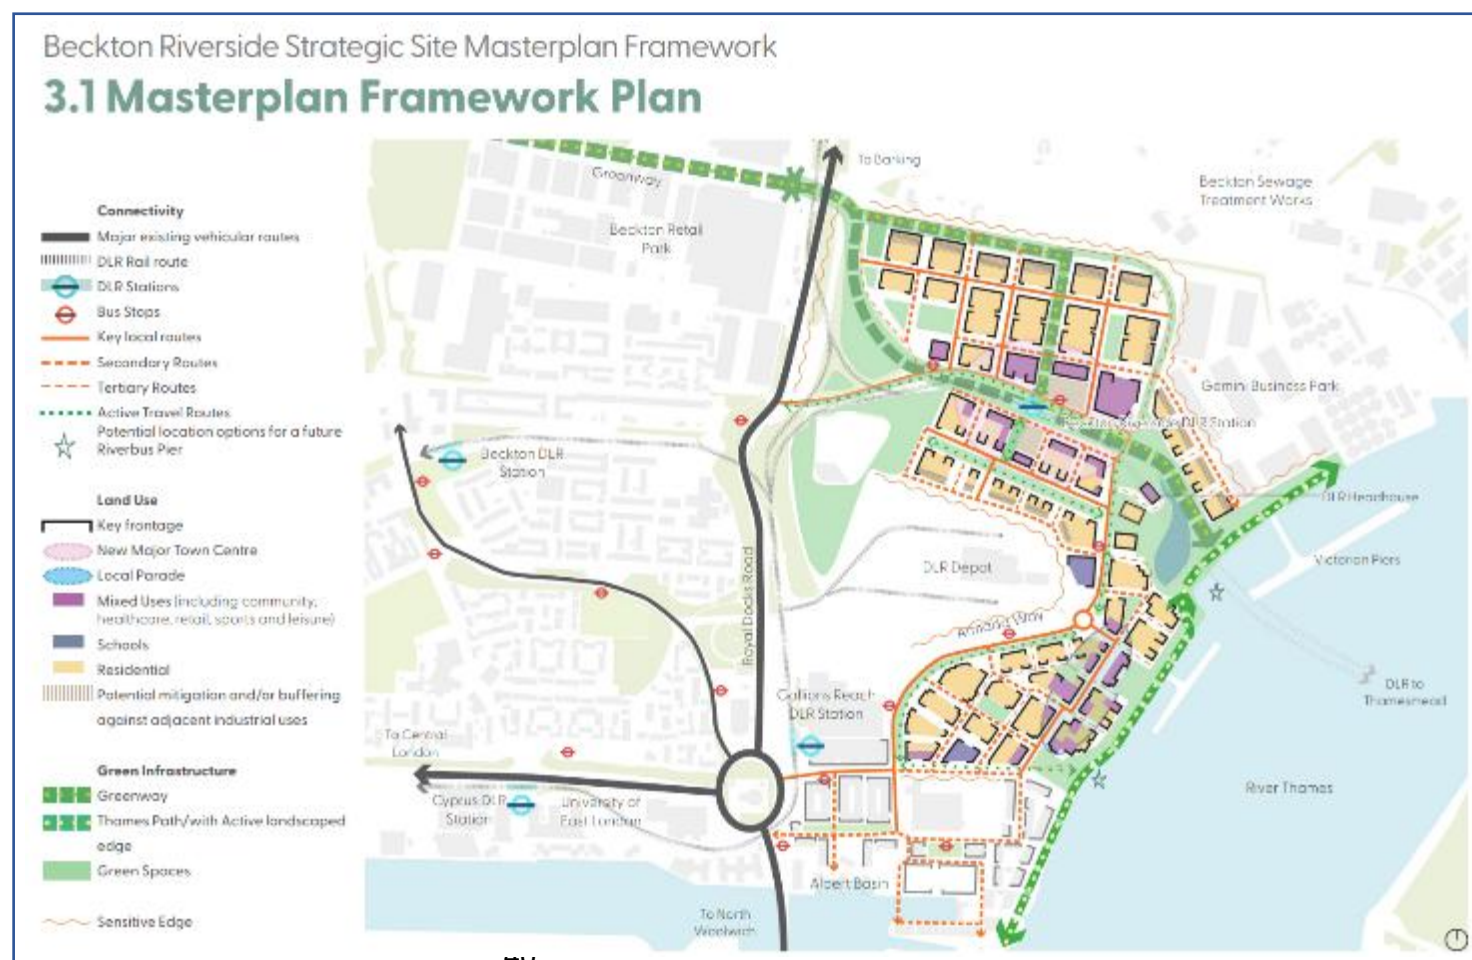 Beckton Riverside Strategic Site Masterplan Framework
3.1 Masterplan Framework Plan
Connectivity
Major existing vehicular routes
DLR Rail route
DLR Stations
Bus Stops
Key local routes
Secondary Routes
Tertiary Routes
Active Travel Routes
Potential location options for a future
Riverbus Pier
Land Use
Key frontage
New Major Town Centre
Local Parade
Mixed Uses (including community,
healthcare, retail, sports and leisure)
Schools
Residential
Potential mitigation and/or buffering
against adjacent industrial uses
Green Infrastructure
Greenway
Thames Path/with Active landscaped
edge
Green Spaces
Sensitive Edge
To Barking
Greenway
Beckton Sewage
Treatment Works
Beckton Retail
Park
Gemini Business Park
DLR Station
Beckton DLR
Station
DLR Headhouse
Victorian Piers
DLR Depot
Royal Docks Road
Armada Way
Gallions Reach
DLR Station
DLR to
Thamesmead
To Central
London
River Thames
Cyprus DLR
Station
University of
East London
Albert Basin
To North
Woolwich